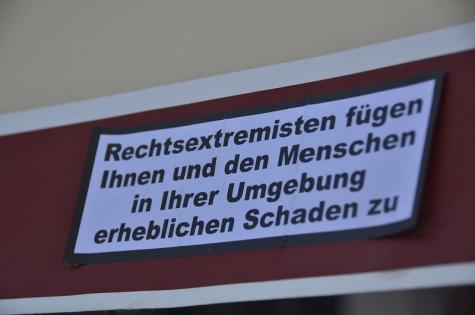 Rechtsextremisten fügen
Ihnen und den Menschen
in Ihrer Umgebung
erheblichen Schaden zu